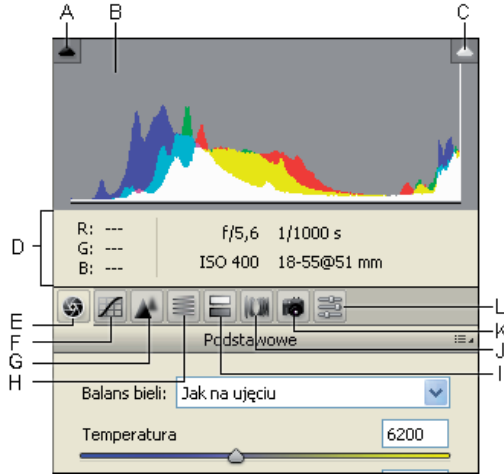 A B C
D
R: ---
G: ---
B: ---
f/5,6 1/1000 s
ISO 400 18-55@51 mm
E
F
G
H
L
K
J
I
Podstawowe
Balans bieli: Jak na ujęciu
Temperatura 6200